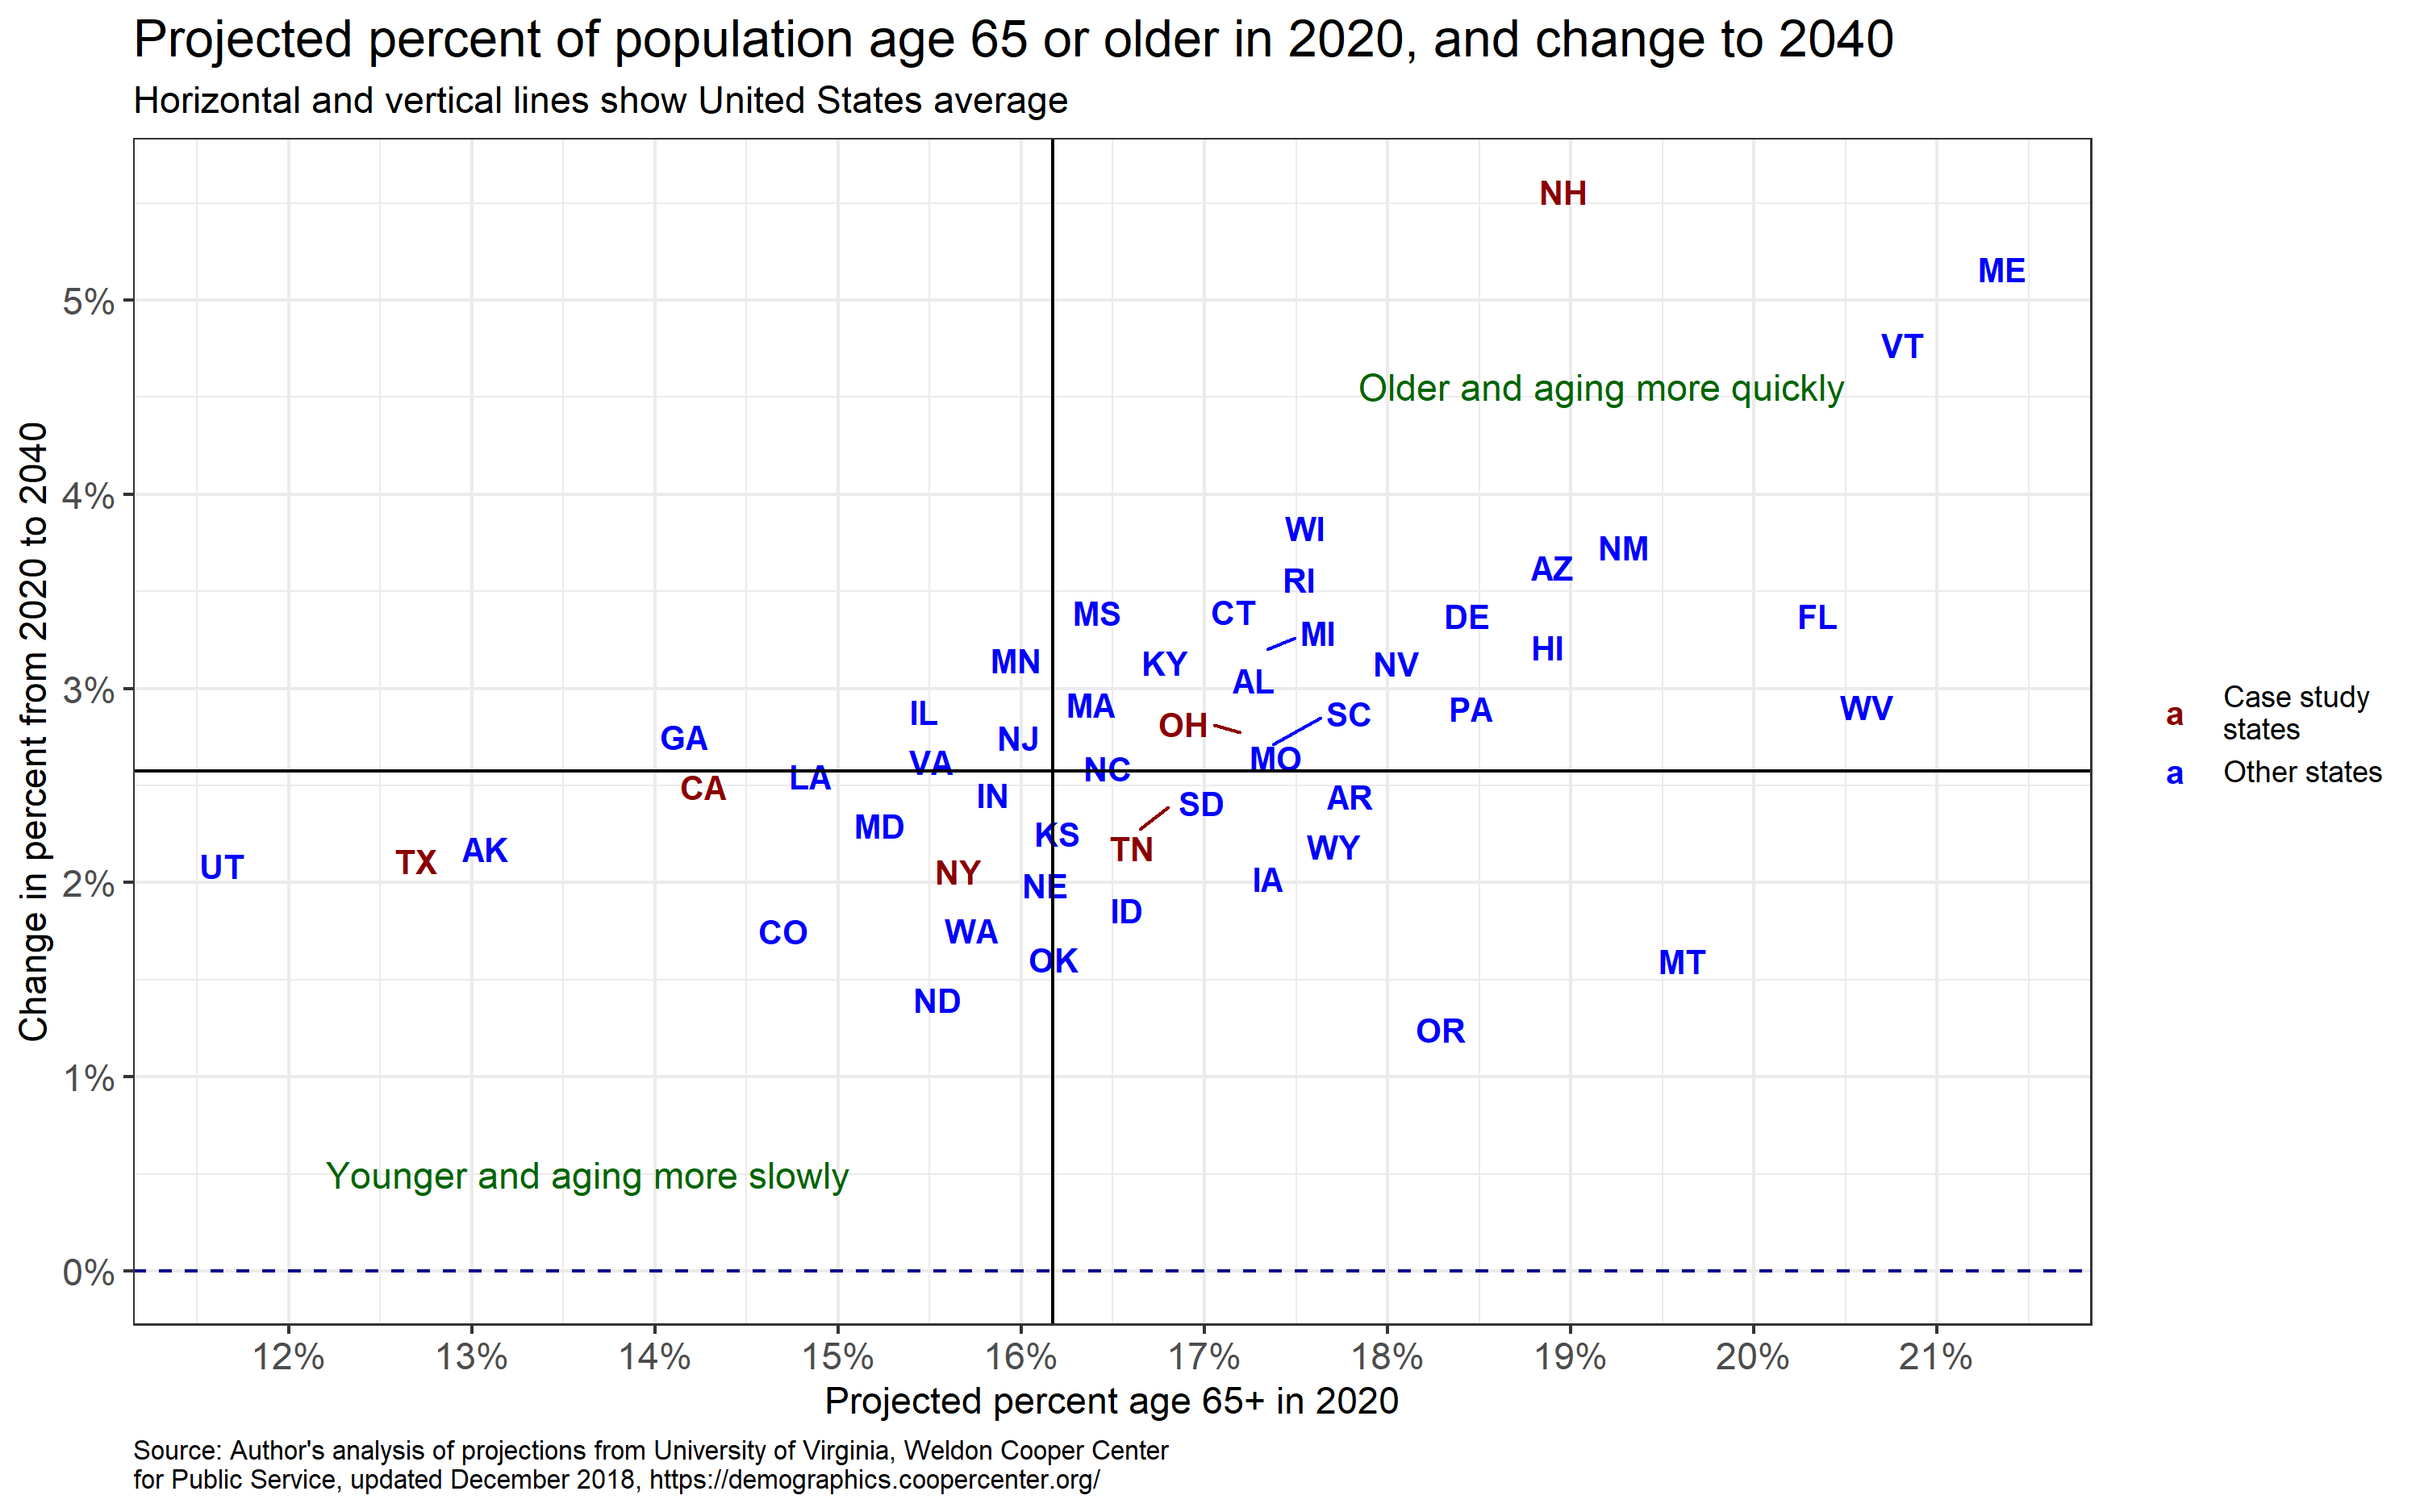 Projected percent of population age 65 or older in 2020, and change to 2040
Horizontal and vertical lines show United States average
Change in percent from 2020 to 2040
5%
4%
3%
2%
1%
0%
NH
ME
VT
Older and aging more quickly
WI
NM
AZ
RI
MS
CT
DE
FL
MI
HI
MN
KY
NV
AL
MA
IL
SC
PA
WV
OH
GA
NJ
VA
MO
NC
LA
CA
IN
SD
AR
MD
KS
TN
WY
UT
TX
AK
NY
NE
IA
ID
CO
WA
OK
MT
ND
OR
Younger and aging more slowly
12% 13% 14% 15% 16% 17% 18% 19% 20% 21%
Projected percent age 65+ in 2020
a Case study
states
a Other states
Source: Author's analysis of projections from University of Virginia, Weldon Cooper Center
for Public Service, updated December 2018, https://demographics.coopercenter.org/